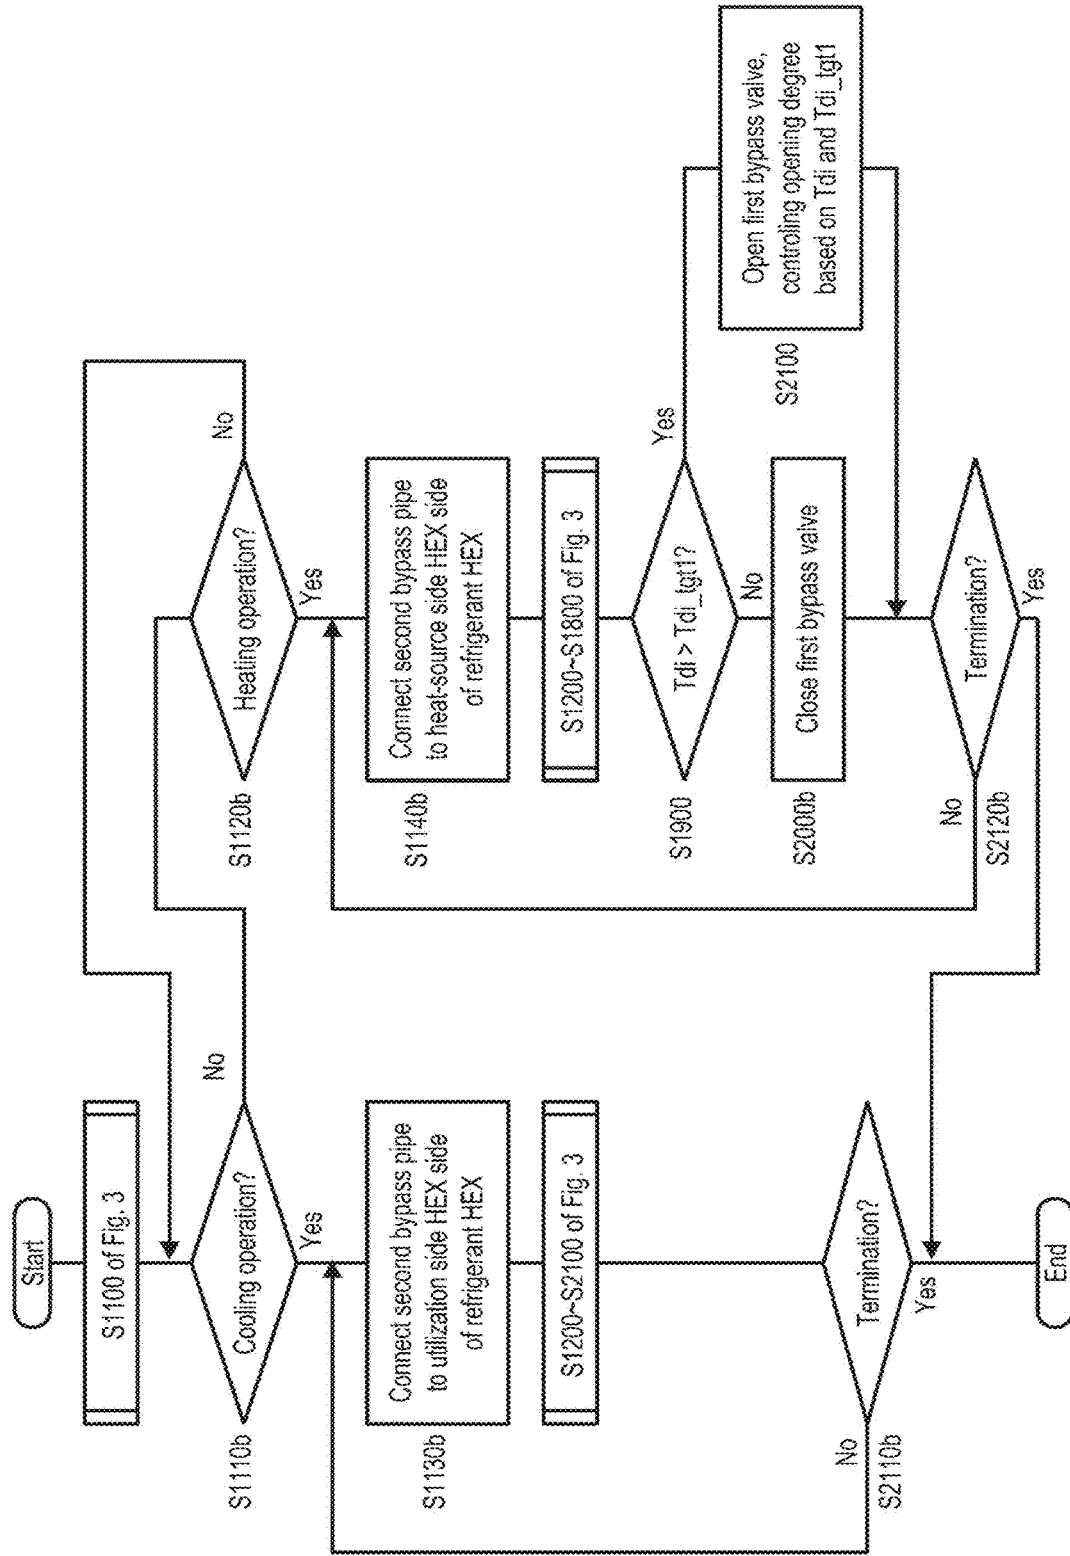 Start
S1100 of Fig. 3
S1110b
Cooling operation?
No
Yes
S1130b
Connect second bypass pipe
to utilization side HEX side
of refrigerant HEX
S1200~S2100 of Fig. 3
Termination?
No
S2110b
Yes
End
S1120b
Heating operation?
No
Yes
S1140b
Connect second bypass pipe
to heat-source side HEX side
of refrigerant HEX
S1200~S1800 of Fig. 3
S1900
Tdi > Tdi_tgt1?
Yes
No
S2000b
Close first bypass valve
S2100
Open first bypass valve,
controling opening degree
based on Tdi and Tdi_tgt1
Termination?
No
S2120b
Yes